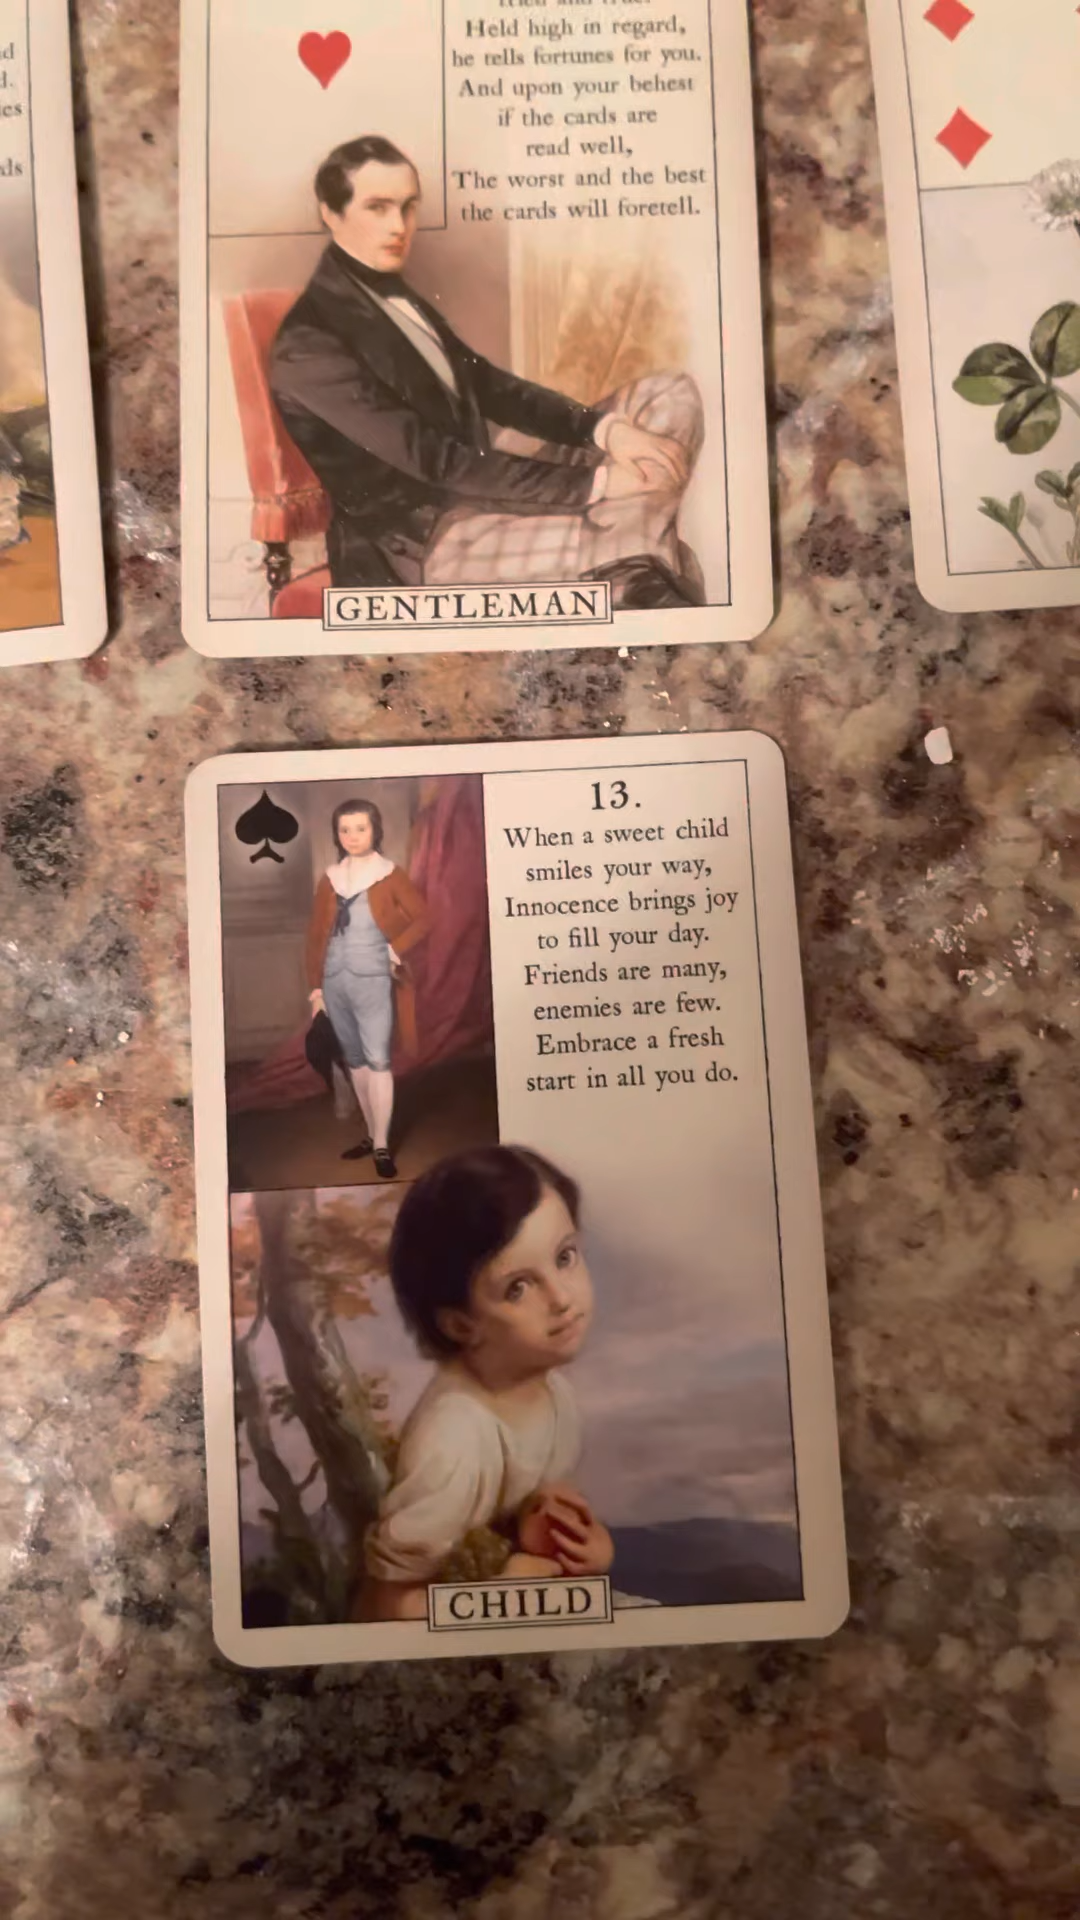 Held high in regard,
he tells fortunes for you.
And upon your behest
if the cards are
read well,
The worst and the best
the cards will foretell.
GENTLEMAN
13.
When a sweet child
smiles your way,
Innocence brings joy
to fill your day.
Friends are many,
enemies are few.
Embrace a fresh
start in all you do.
CHILD